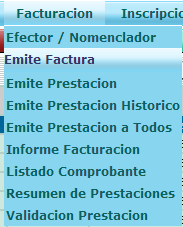 Facturacion Inscripcio
Efector / Nomenclador
Emite Factura
Emite Prestacion
Emite Prestacion Historico
Emite Prestacion a Todos
Informe Facturacion
Listado Comprobante
Resumen de Prestaciones
Validacion Prestacion